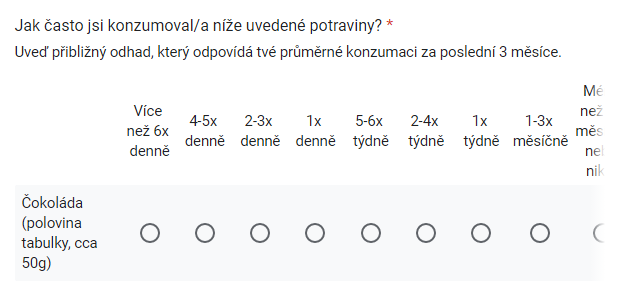 Jak často jsi konzumoval/a níže uvedené potraviny? *
Uveď přibližný odhad, který odpovídá tvé průměrné konzumaci za poslední 3 měsíce.
Více než 6x denně
4-5x denně
2-3x denně
1x denně
5-6x týdně
2-4x týdně
1x týdně
1-3x měsíčně
než
Čokoláda
(polovina
tabulky, cca
50g)